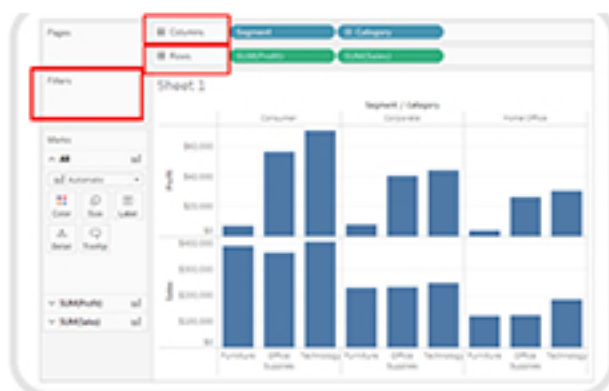 Pages
Columns
Segment
Category
Rows
SUM(Profit)
SUM(Sales)
Filters
Sheet 1
Segment / Category
Consumer
Corporate
Home Office
Marks
All
Automatic
Color
Size
Label
Detail
Tooltip
SUM(Profit)
SUM(Sales)
Profit
$60,000
$40,000
$20,000
$0
Sales
$400,000
$300,000
$200,000
$100,000
$0
Furniture
Office
Supplies
Technology
Furniture
Office
Supplies
Technology
Furniture
Office
Supplies
Technology